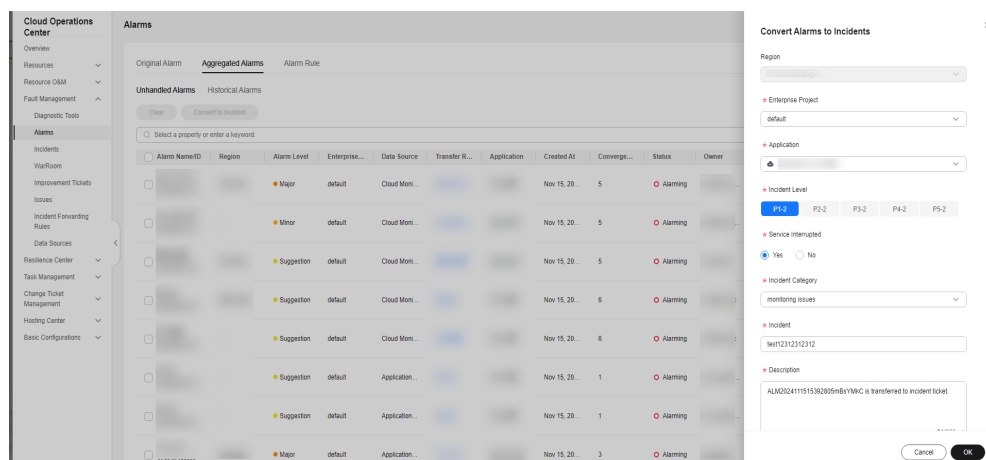 Cloud Operations
Center
Overview
Resources
Resource O&M
Fault Management
Diagnostic Tools
Alarms
Incidents
WarRoom
Improvement Tickets
Issues
Incident Forwarding
Rules
Data Sources
Resilience Center
Task Management
Change Ticket
Management
Hosting Center
Basic Configurations
Alarms
Original Alarm Aggregated Alarms Alarm Rule
Unhandled Alarms Historical Alarms
Clear Convert to Incident
Select a property or enter a keyword.
Alarm Name/ID Region Alarm Level Enterprise... Data Source Transfer R... Application Created At Converge... Status Owner
Major default Cloud Moni... Nov 15, 20... 5 Alarming
Minor default Cloud Moni... Nov 15, 20... 5 Alarming
Suggestion default Cloud Moni... Nov 15, 20... 5 Alarming
Suggestion default Cloud Moni... Nov 15, 20... 6 Alarming
Suggestion default Cloud Moni... Nov 15, 20... 6 Alarming
Suggestion default Application... Nov 15, 20... 1 Alarming
Suggestion default Application... Nov 15, 20... 1 Alarming
Major default Application... Nov 15, 20... 3 Alarming
Convert Alarms to Incidents
Region
* Enterprise Project
default
* Application
* Incident Level
P1-2 P2-2 P3-2 P4-2 P5-2
* Service Interrupted
Yes No
* Incident Category
monitoring issues
* Incident
test12312312312
* Description
ALM2024111515392805mBsYMkC is transferred to incident ticket.
Cancel OK